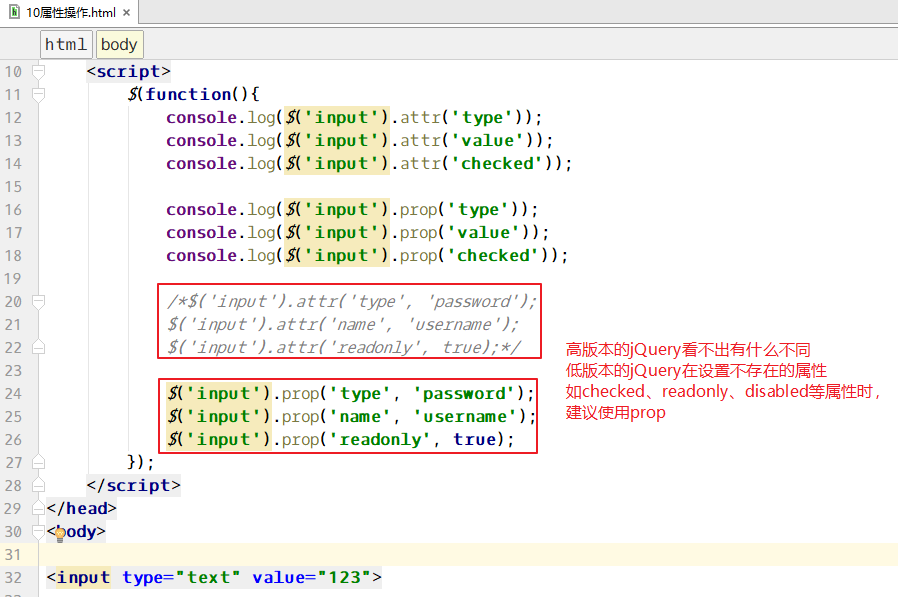 10属性操作.html ×
html body
10 <script>
11 $(function(){
12 console.log($('input').attr('type'));
13 console.log($('input').attr('value'));
14 console.log($('input').attr('checked'));
15
16 console.log($('input').prop('type'));
17 console.log($('input').prop('value'));
18 console.log($('input').prop('checked'));
19
20 /*$('input').attr('type', 'password');
21 $('input').attr('name', 'username');
22 $('input').attr('readonly', true);*/
高版本的jQuery看不出有什么不同
23
低版本的jQuery在设置不存在的属性
24 $('input').prop('type', 'password');
如checked、readonly、disabled等属性时，
25 $('input').prop('name', 'username');
建议使用prop
26 $('input').prop('readonly', true);
27 });
28 </script>
29 </head>
30 <body>
31
32 <input type="text" value="123">